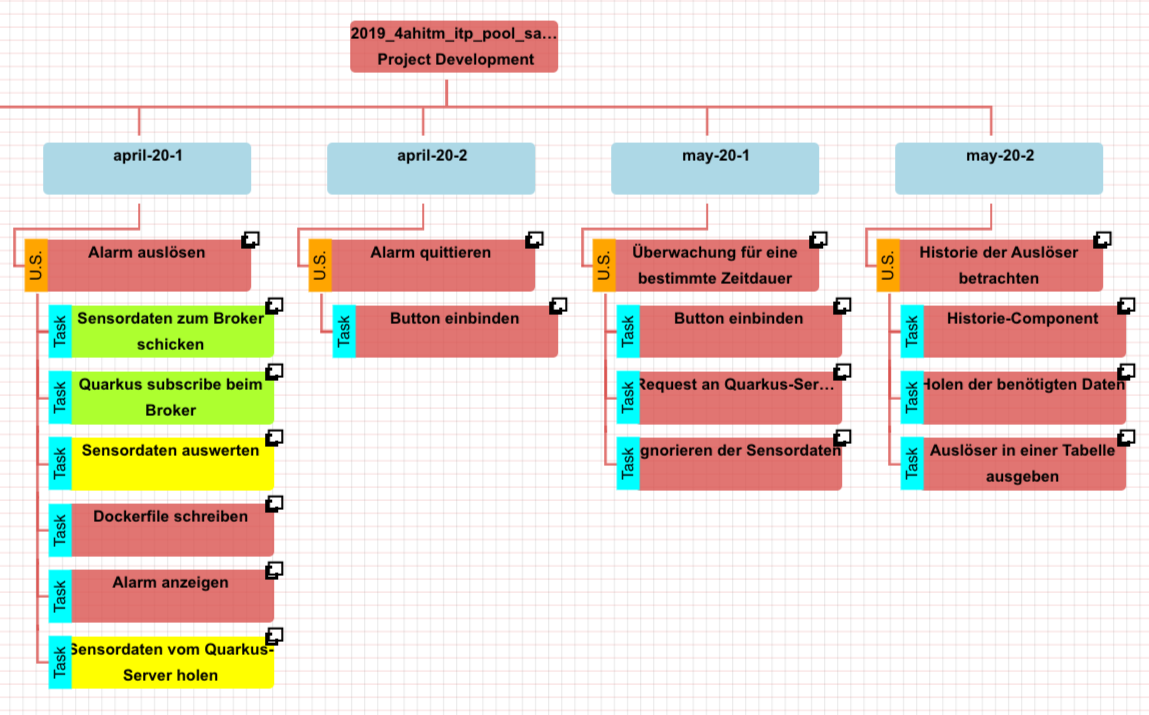 2019_4ahitm_itp_pool_sa...
Project Development
april-20-1
april-20-2
may-20-1
may-20-2
U.S.
Alarm auslösen
Task
Sensordaten zum Broker
schicken
Task
Quarkus subscribe beim
Broker
Task
Sensordaten auswerten
Task
Dockerfile schreiben
Task
Alarm anzeigen
Task
Sensordaten vom Quarkus-
Server holen
U.S.
Alarm quittieren
Task
Button einbinden
U.S.
Überwachung für eine
bestimmte Zeitdauer
Task
Button einbinden
Task
Request an Quarkus-Ser...
Task
gnorieren der Sensordaten
U.S.
Historie der Auslöser
betrachten
Task
Historie-Component
Task
Holen der benötigten Daten
Task
Auslöser in einer Tabelle
ausgeben